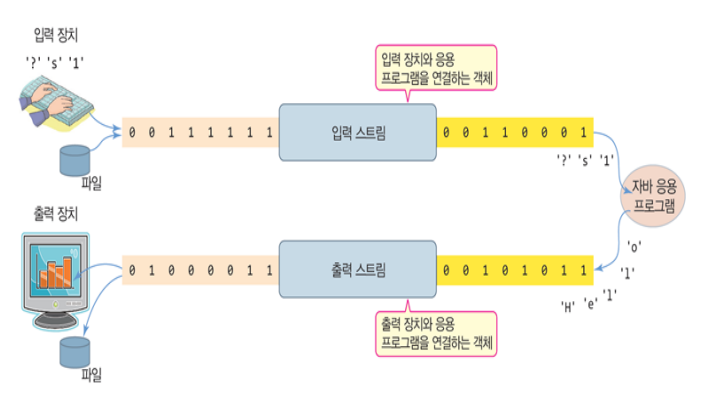 입력 장치
'?' 's' '1'
입력 장치와 응용
프로그램을 연결하는 객체
0 0 1 1 1 1 1 1
입력 스트림
0 0 1 1 0 0 0 1
'?' 's' '1'
파일
자바 응용
프로그램
출력 장치
'o'
'l'
'l'
'e'
'H'
0 1 0 0 0 0 1 1
출력 스트림
0 0 1 0 1 0 1 1
출력 장치와 응용
프로그램을 연결하는 객체
파일